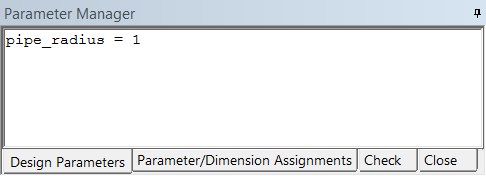 Parameter Manager
pipe_radius = 1
Design Parameters Parameter/Dimension Assignments Check Close